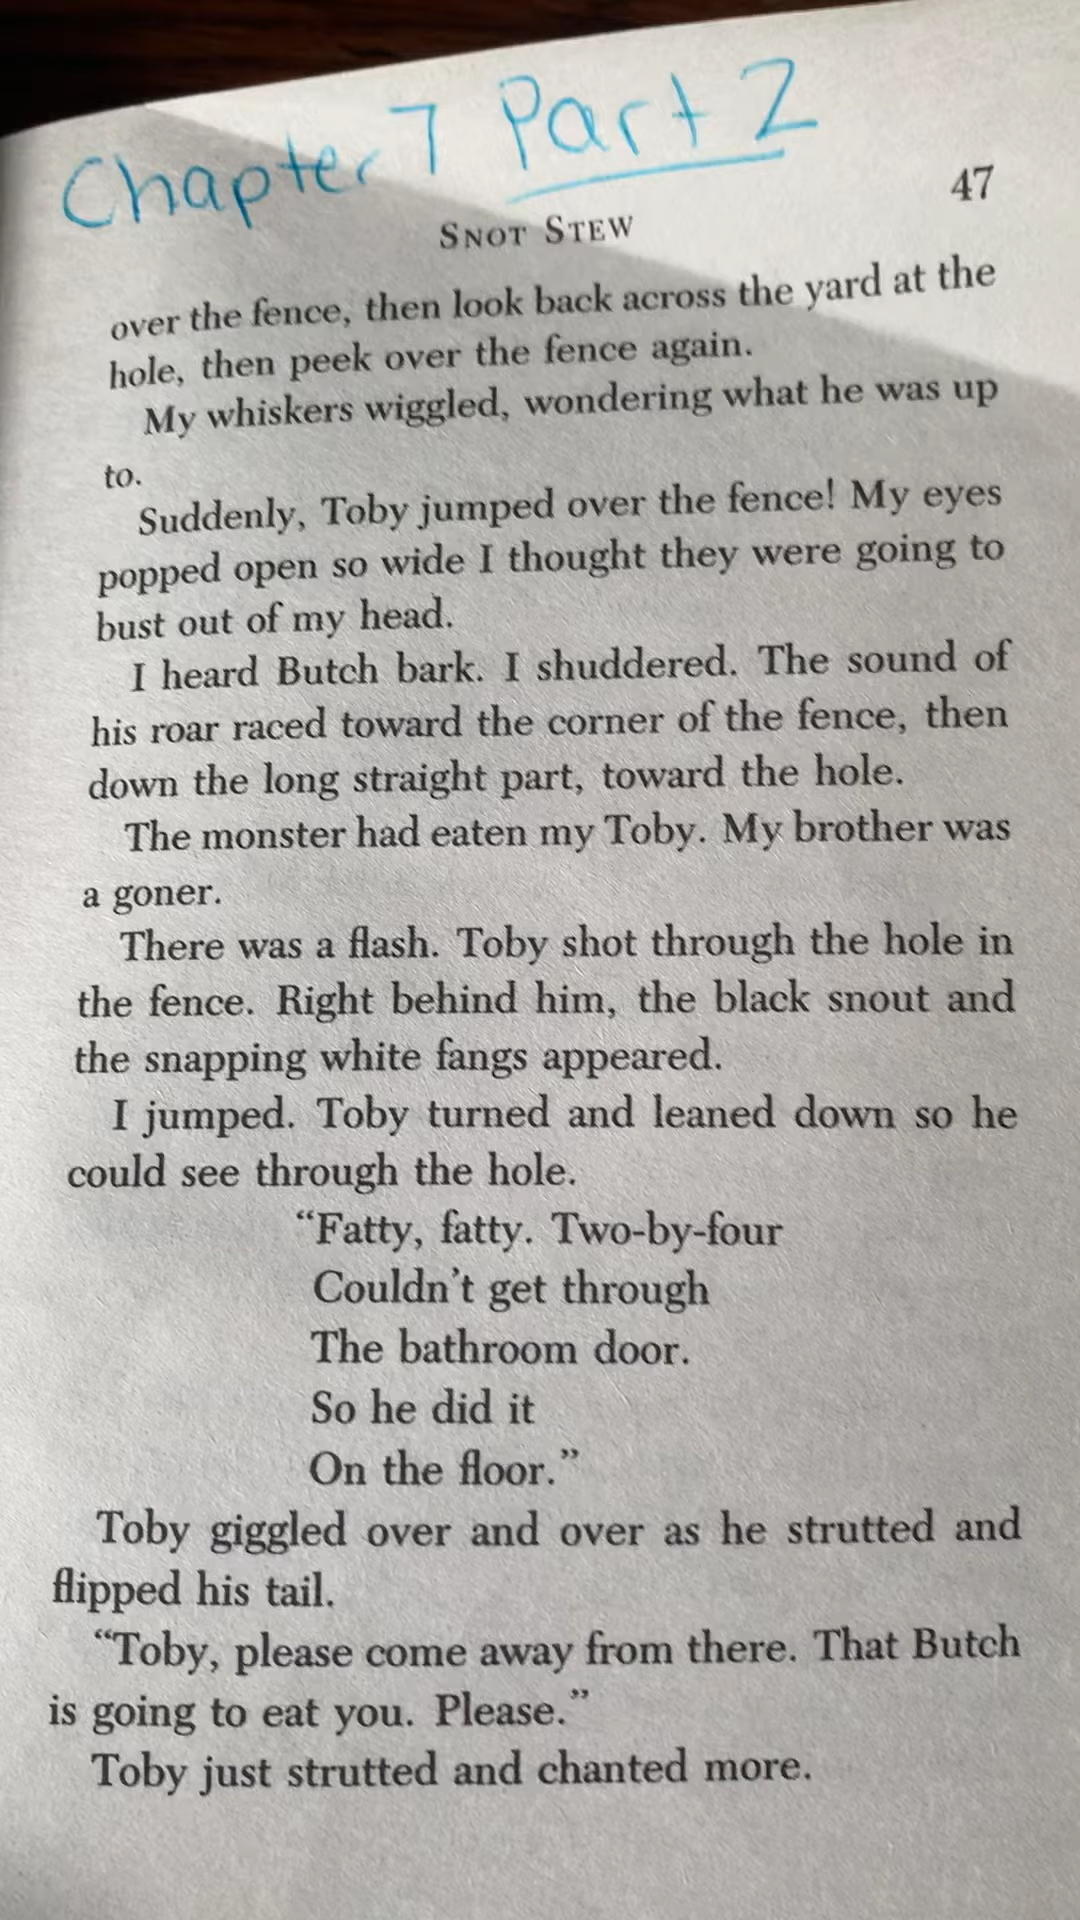 Chapter 7 Part 2
47
SNOT STEW
over the fence, then look back across the yard at the
hole, then peek over the fence again.
My whiskers wiggled, wondering what he was up
to.
Suddenly, Toby jumped over the fence! My eyes
popped open so wide I thought they were going to
bust out of my head.
I heard Butch bark. I shuddered. The sound of
his roar raced toward the corner of the fence, then
down the long straight part, toward the hole.
The monster had eaten my Toby. My brother was
a goner.
There was a flash. Toby shot through the hole in
the fence. Right behind him, the black snout and
the snapping white fangs appeared.
I jumped. Toby turned and leaned down so he
could see through the hole.
“Fatty, fatty. Two-by-four
Couldn’t get through
The bathroom door.
So he did it
On the floor.”
Toby giggled over and over as he strutted and
flipped his tail.
“Toby, please come away from there. That Butch
is going to eat you. Please.”
Toby just strutted and chanted more.